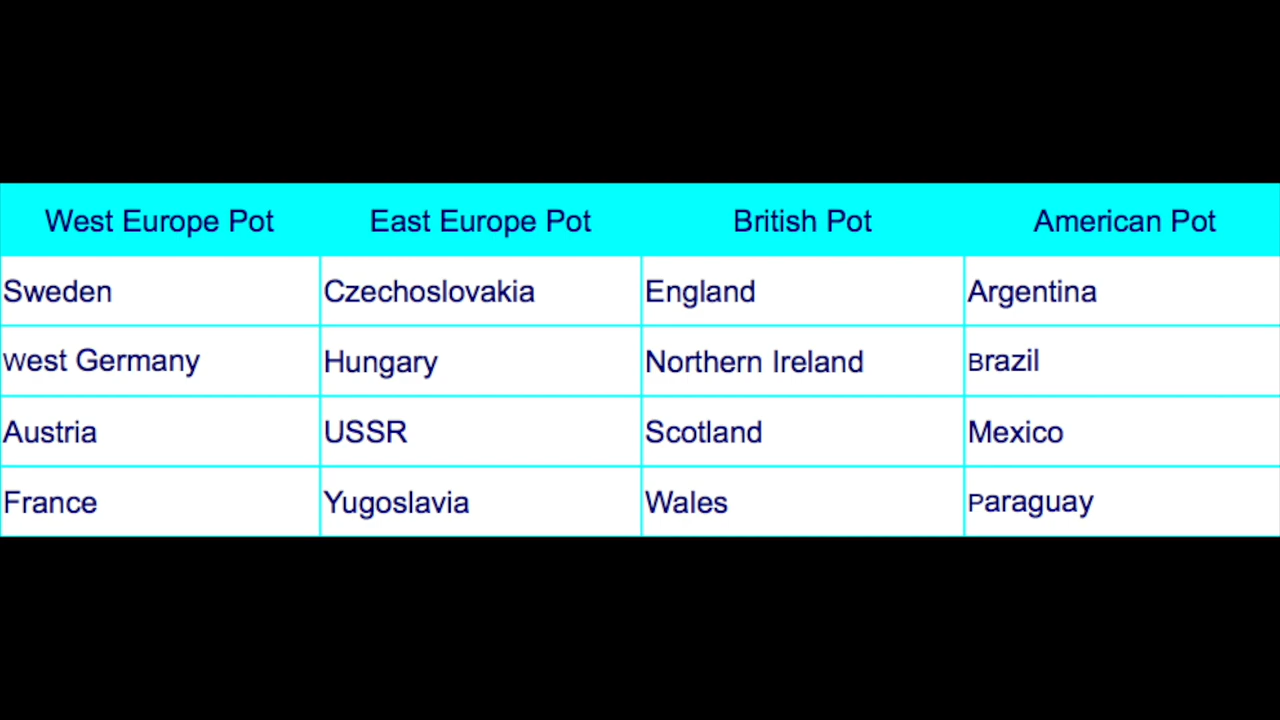 West Europe Pot East Europe Pot British Pot American Pot
Sweden Czechoslovakia England Argentina
West Germany Hungary Northern Ireland Brazil
Austria USSR Scotland Mexico
France Yugoslavia Wales Paraguay